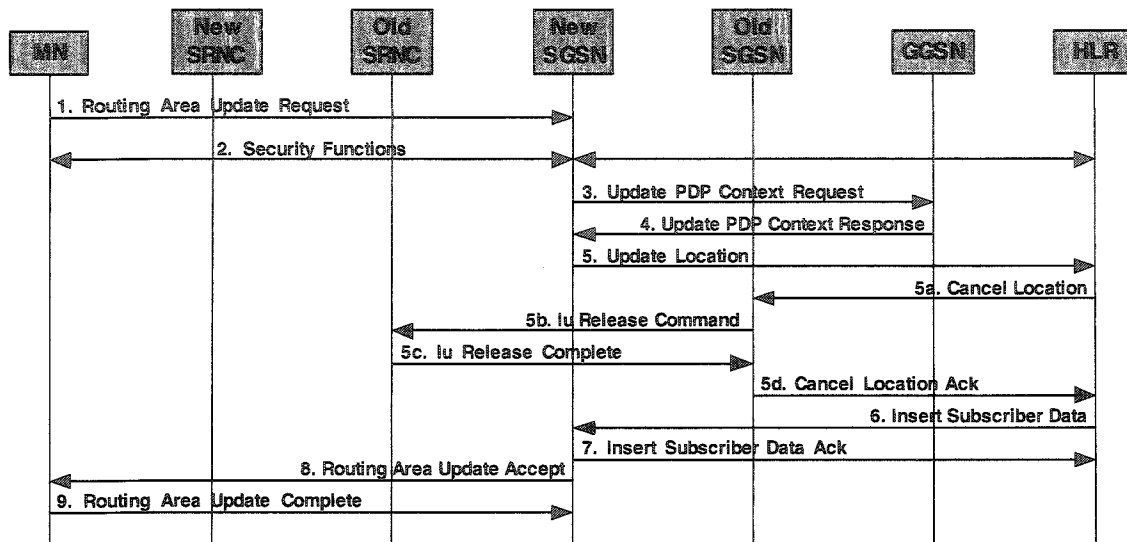 MN
New
SRNC
Old
SRNC
New
SGSN
Old
SGSN
GGSN
HLR
1. Routing Area Update Request
2. Security Functions
3. Update PDP Context Request
4. Update PDP Context Response
5. Update Location
5a. Cancel Location
5b. Iu Release Command
5c. Iu Release Complete
5d. Cancel Location Ack
6. Insert Subscriber Data
7. Insert Subscriber Data Ack
8. Routing Area Update Accept
9. Routing Area Update Complete